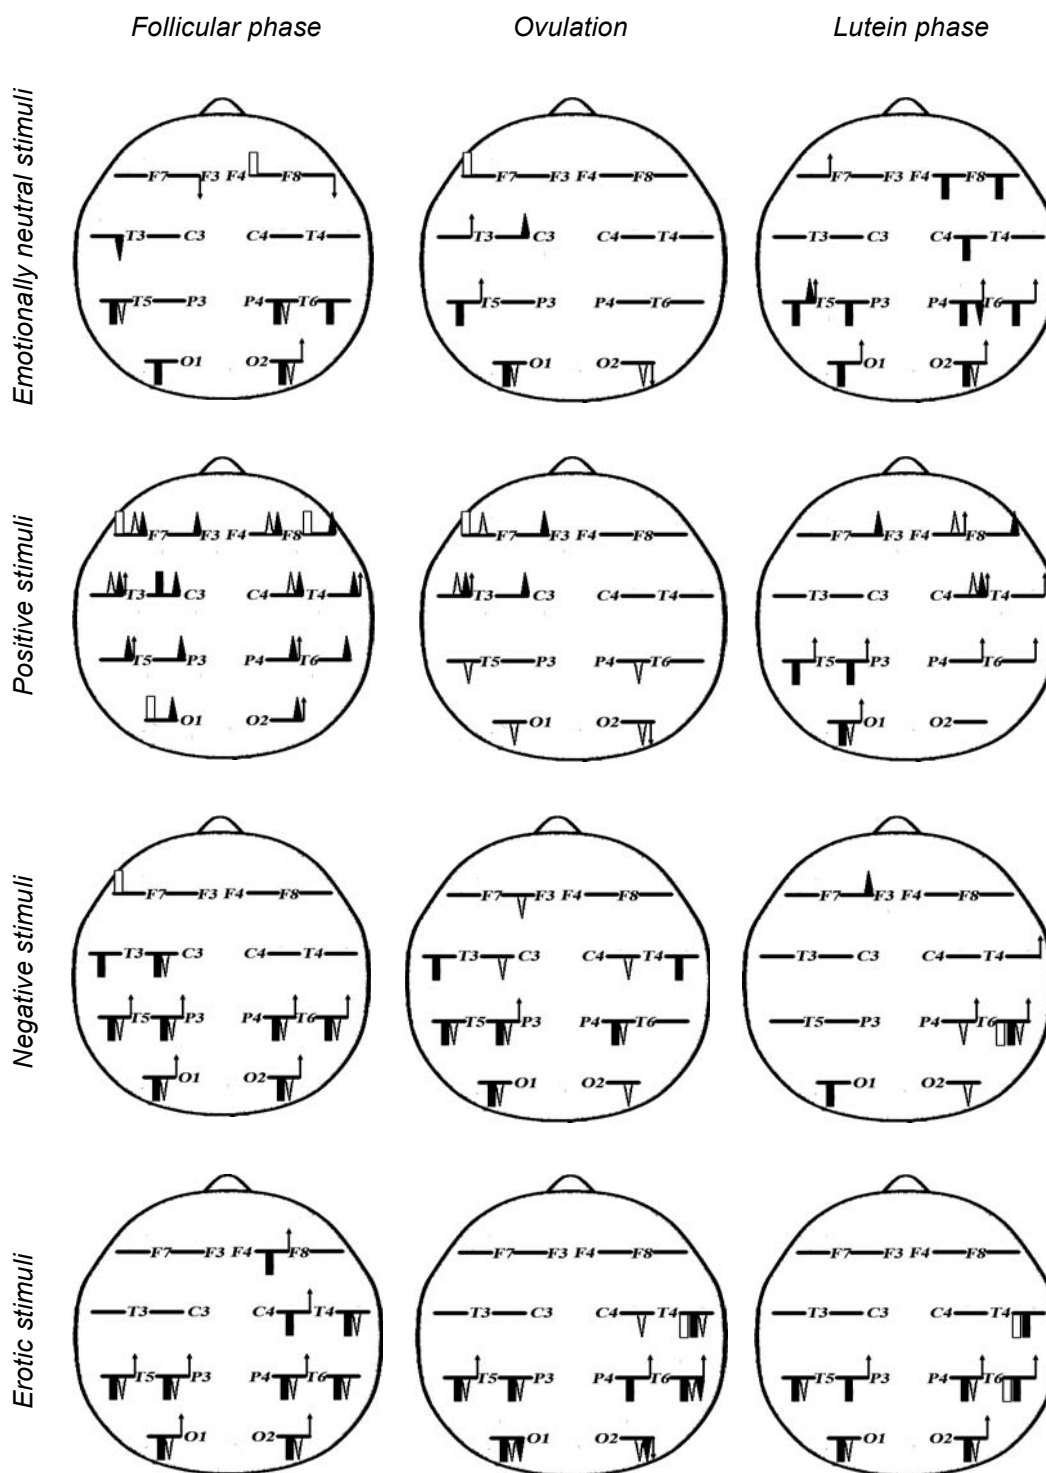 Follicular phase Ovulation Lutein phase
Emotionally neutral stimuli
F7 F3 F4 F8 F7 F3 F4 F8 F7 F3 F4 F8
T3 C3 C4 T4 T3 C3 C4 T4 T3 C3 C4 T4
T5 P3 P4 T6 T5 P3 P4 T6 T5 P3 P4 T6
O1 O2 O1 O2 O1 O2
Positive stimuli
F7 F3 F4 F8 F7 F3 F4 F8 F7 F3 F4 F8
T3 C3 C4 T4 T3 C3 C4 T4 T3 C3 C4 T4
T5 P3 P4 T6 T5 P3 P4 T6 T5 P3 P4 T6
O1 O2 O1 O2 O1 O2
Negative stimuli
F7 F3 F4 F8 F7 F3 F4 F8 F7 F3 F4 F8
T3 C3 C4 T4 T3 C3 C4 T4 T3 C3 C4 T4
T5 P3 P4 T6 T5 P3 P4 T6 T5 P3 P4 T6
O1 O2 O1 O2 O1 O2
Erotic stimuli
F7 F3 F4 F8 F7 F3 F4 F8 F7 F3 F4 F8
T3 C3 C4 T4 T3 C3 C4 T4 T3 C3 C4 T4
T5 P3 P4 T6 T5 P3 P4 T6 T5 P3 P4 T6
O1 O2 O1 O2 O1 O2